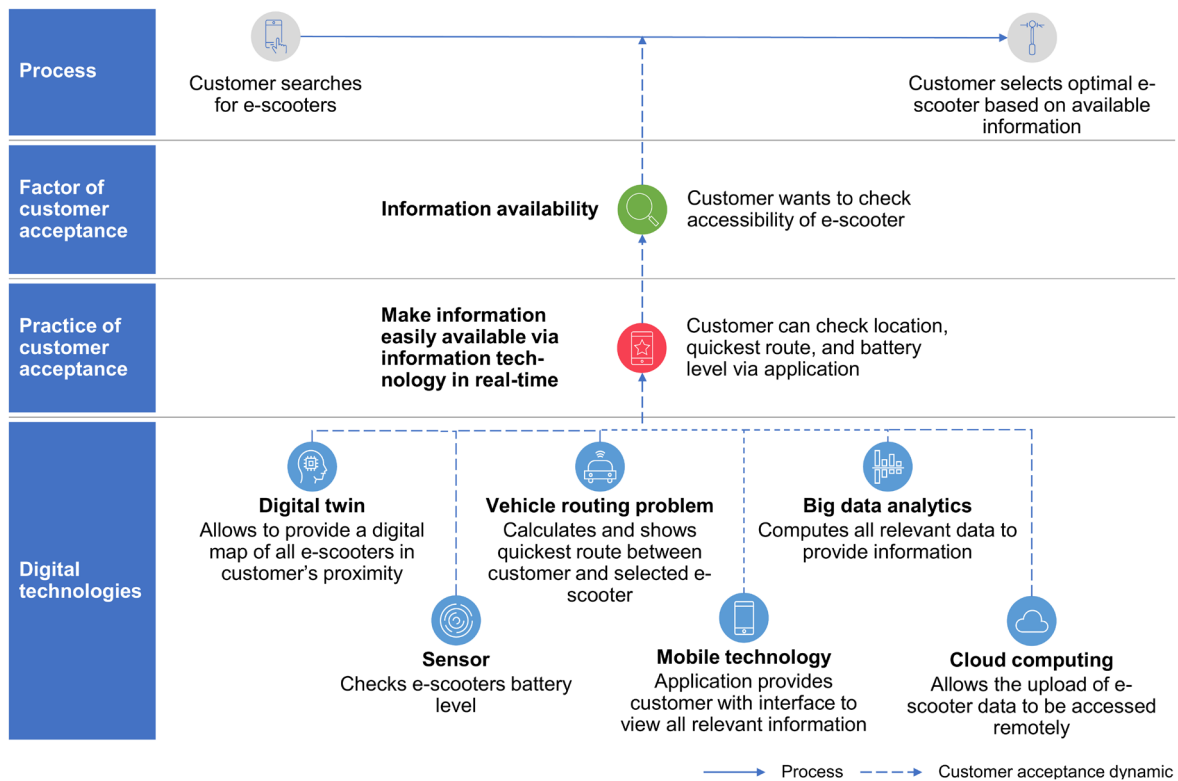 Process
Customer searches
for e-scooters
Customer selects optimal e-
scooter based on available
information
Factor of
customer
acceptance
Information availability
Customer wants to check
accessibility of e-scooter
Practice of
customer
acceptance
Make information
easily available via
information tech-
nology in real-time
Customer can check location,
quickest route, and battery
level via application
Digital
technologies
Digital twin
Allows to provide a digital
map of all e-scooters in
customer's proximity
Vehicle routing problem
Calculates and shows
quickest route between
customer and selected e-
scooter
Big data analytics
Computes all relevant data to
provide information
Sensor
Checks e-scooters battery
level
Mobile technology
Application provides
customer with interface to
view all relevant information
Cloud computing
Allows the upload of e-
scooter data to be accessed
remotely
Process
Customer acceptance dynamic